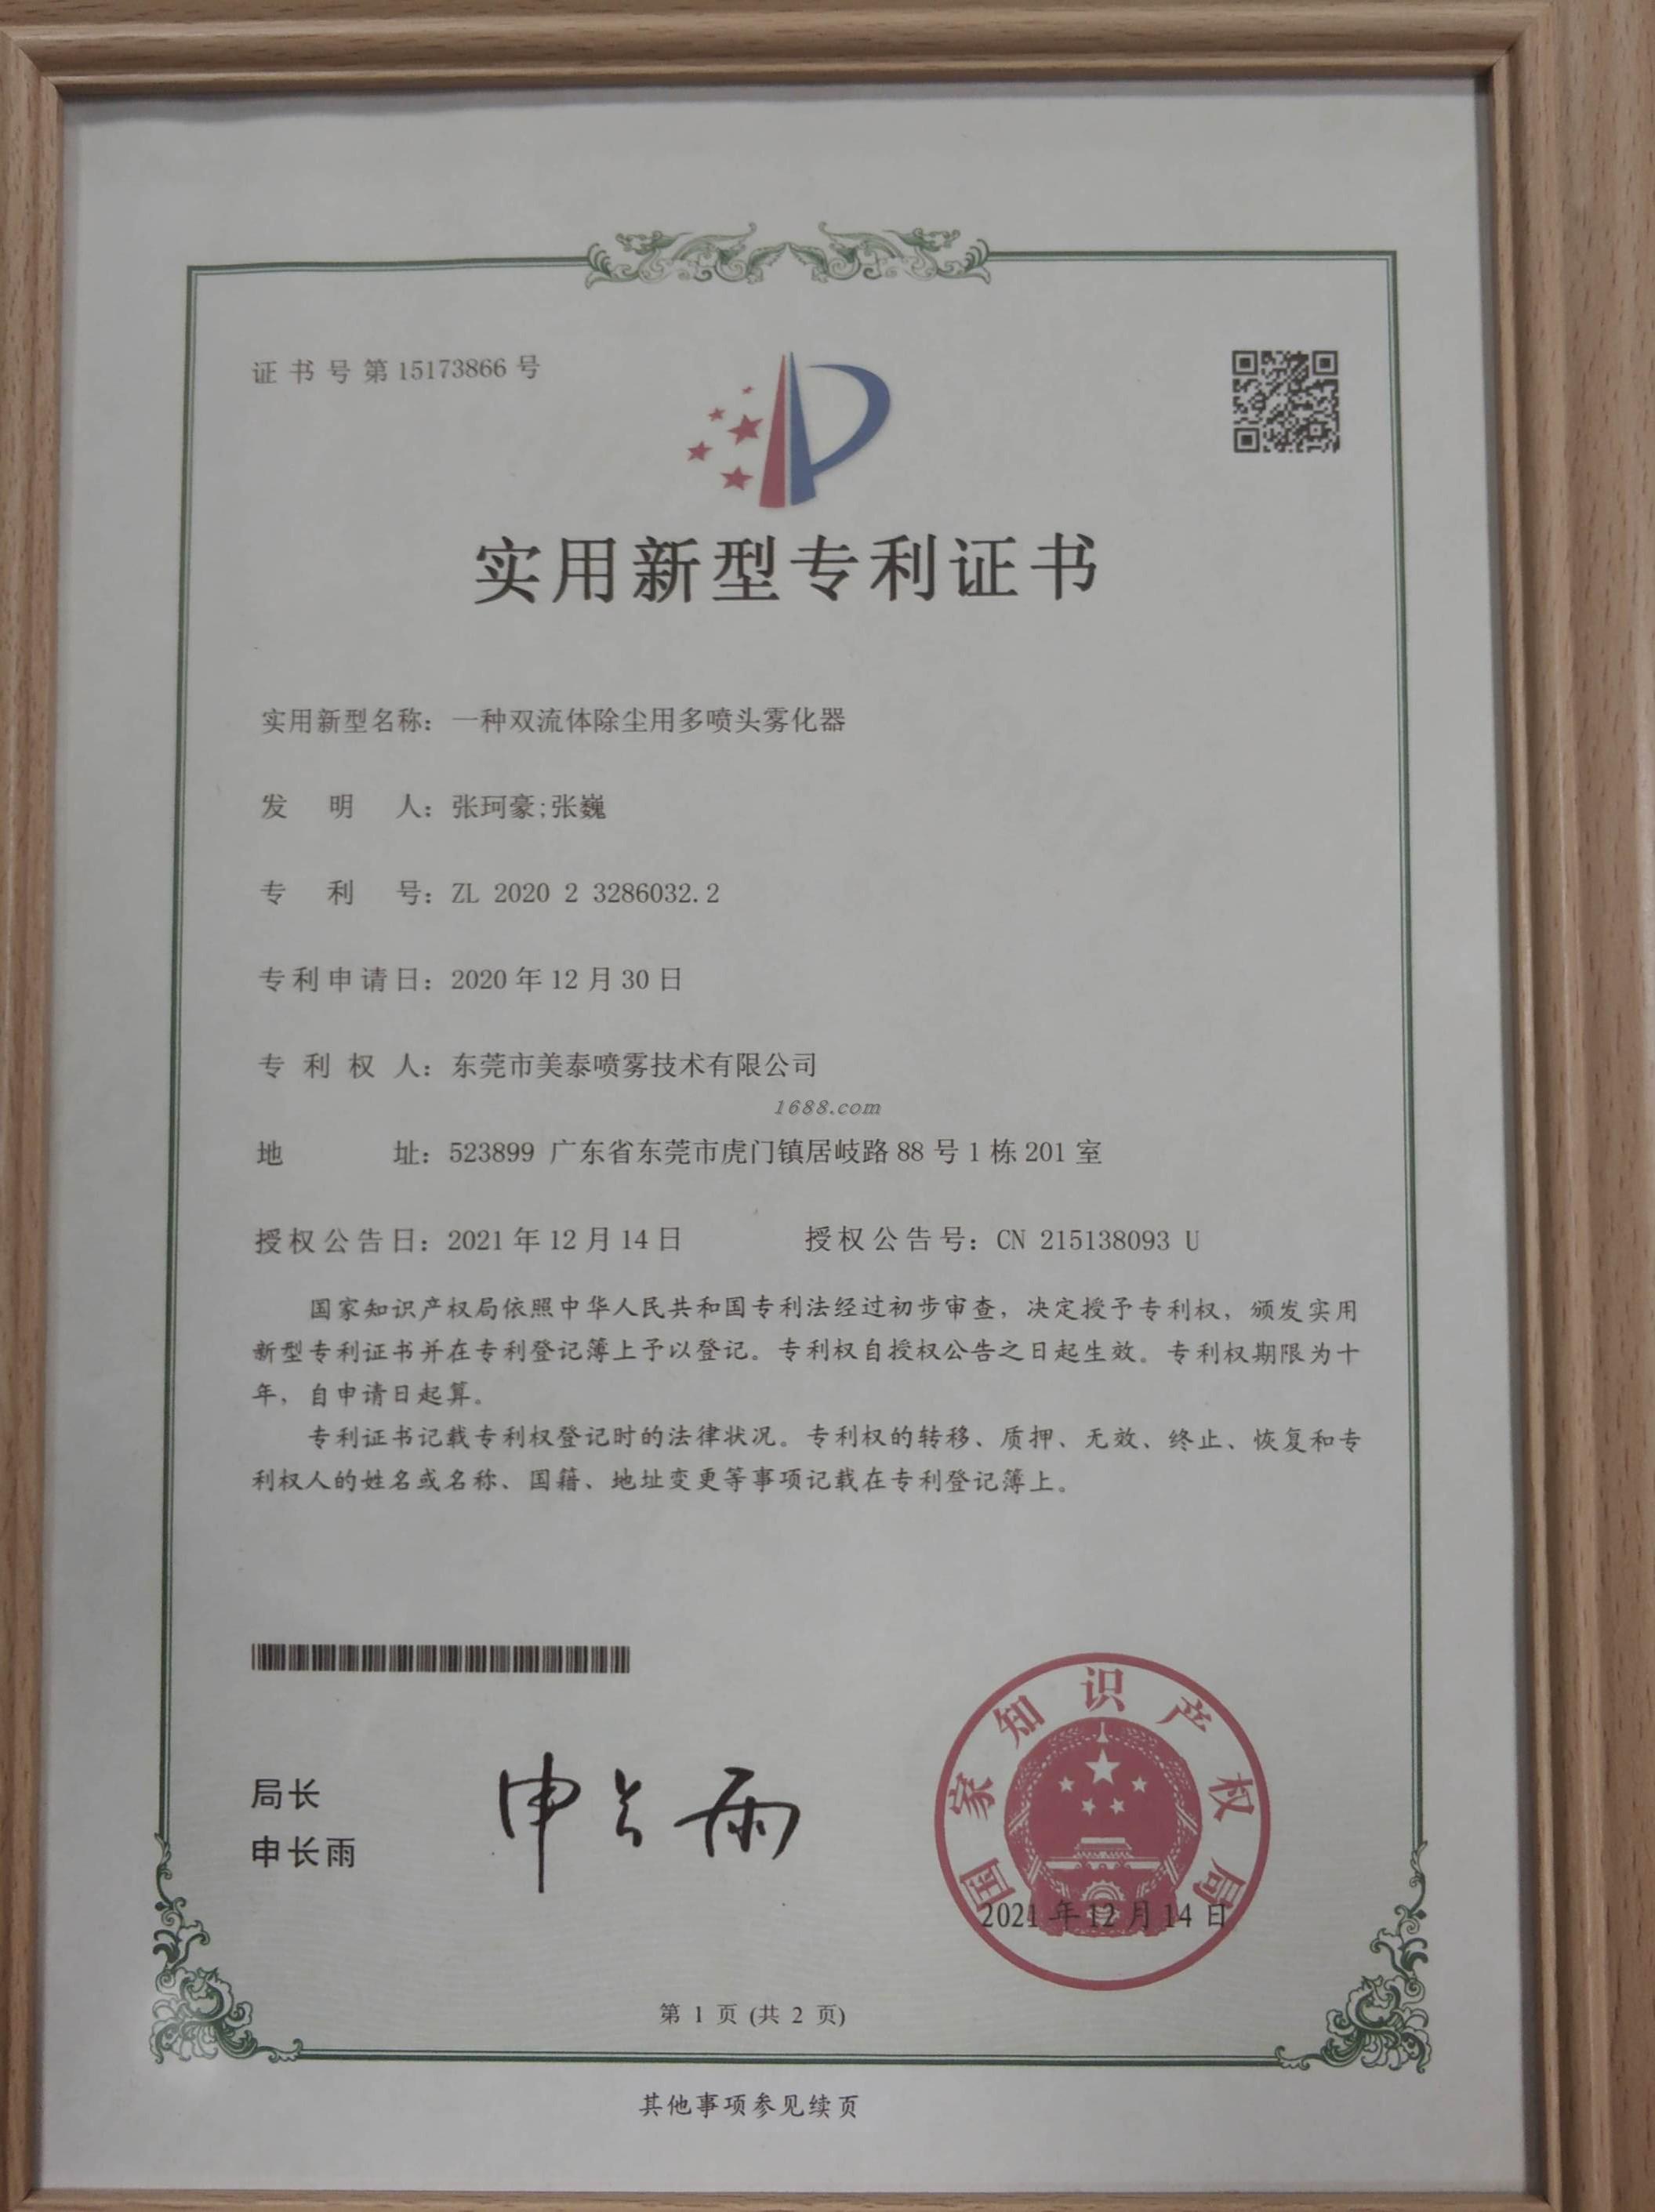 证书号第15173866号
实用新型专利证书
实用新型名称：一种双流体除尘用多喷头雾化器
发明人：张珂豪;张巍
专利号：ZL 2020 2 3286032.2
专利申请日：2020年12月30日
专利权人：东莞市美泰喷雾技术有限公司
1688.com
地址：523899 广东省东莞市虎门镇居岐路88号1栋201室
授权公告日：2021年12月14日 授权公告号：CN 215138093 U
国家知识产权局依照中华人民共和国专利法经过初步审查，决定授予专利权，颁发实用
新型专利证书并在专利登记簿上予以登记。专利权自授权公告之日起生效。专利权期限为十
年，自申请日起算。
专利证书记载专利权登记时的法律状况。专利权的转移、质押、无效、终止、恢复和专
利权人的姓名或名称、国籍、地址变更等事项记载在专利登记簿上。
局长
申长雨
申长雨
国家知识产权局
2021年12月14日
第 1 页 (共 2 页)
其他事项参见续页